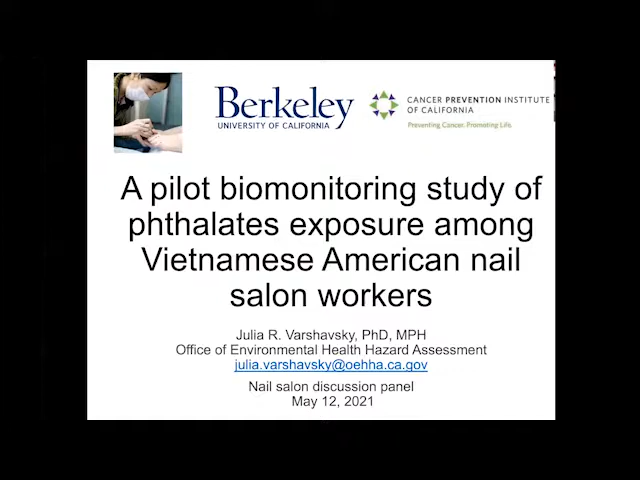 Berkeley
UNIVERSITY OF CALIFORNIA
CANCER PREVENTION INSTITUTE
OF CALIFORNIA
Preventing Cancer. Promoting Life.
A pilot biomonitoring study of
phthalates exposure among
Vietnamese American nail
salon workers
Julia R. Varshavsky, PhD, MPH
Office of Environmental Health Hazard Assessment
julia.varshavsky@oehha.ca.gov
Nail salon discussion panel
May 12, 2021